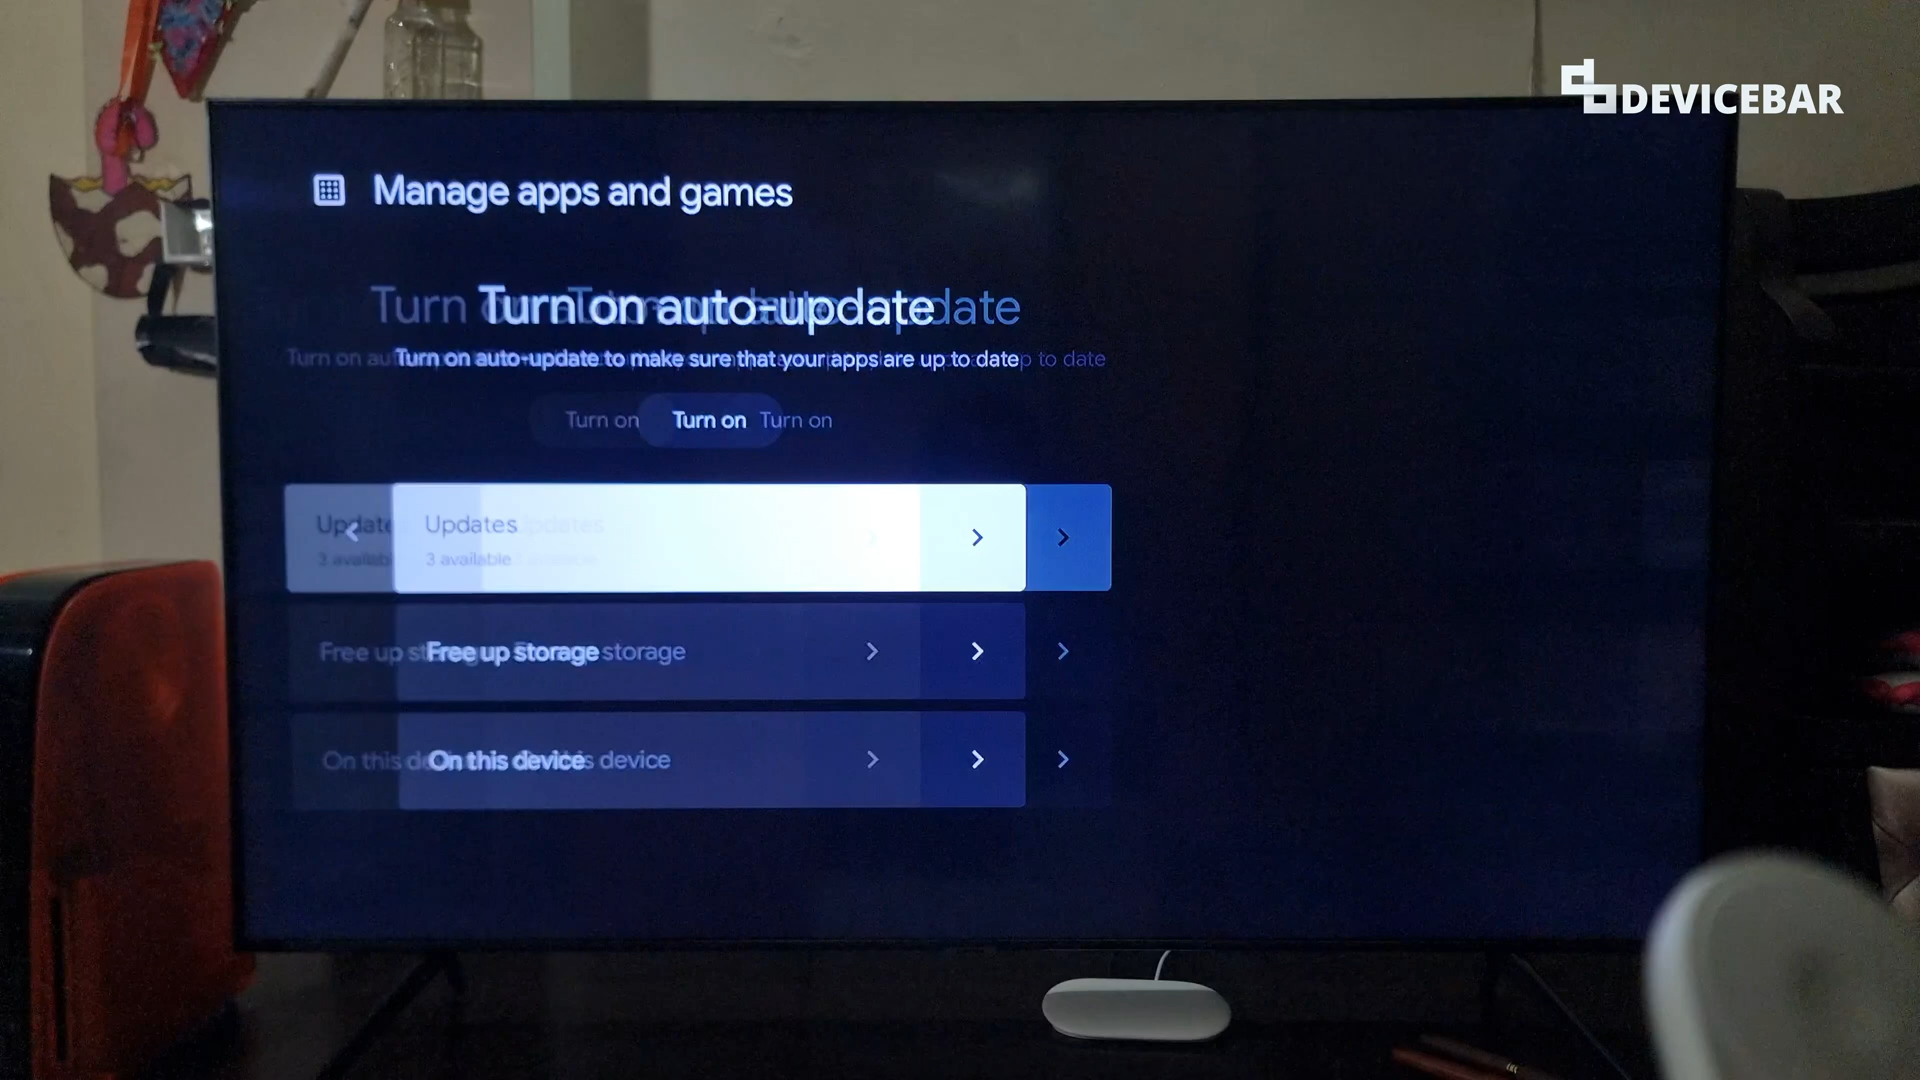 DEVICEBAR
Manage apps and games
Turn on auto-update
Turn on auto-update to make sure that your apps are up to date
Turn on
Updates
3 available
Free up storage
On this device